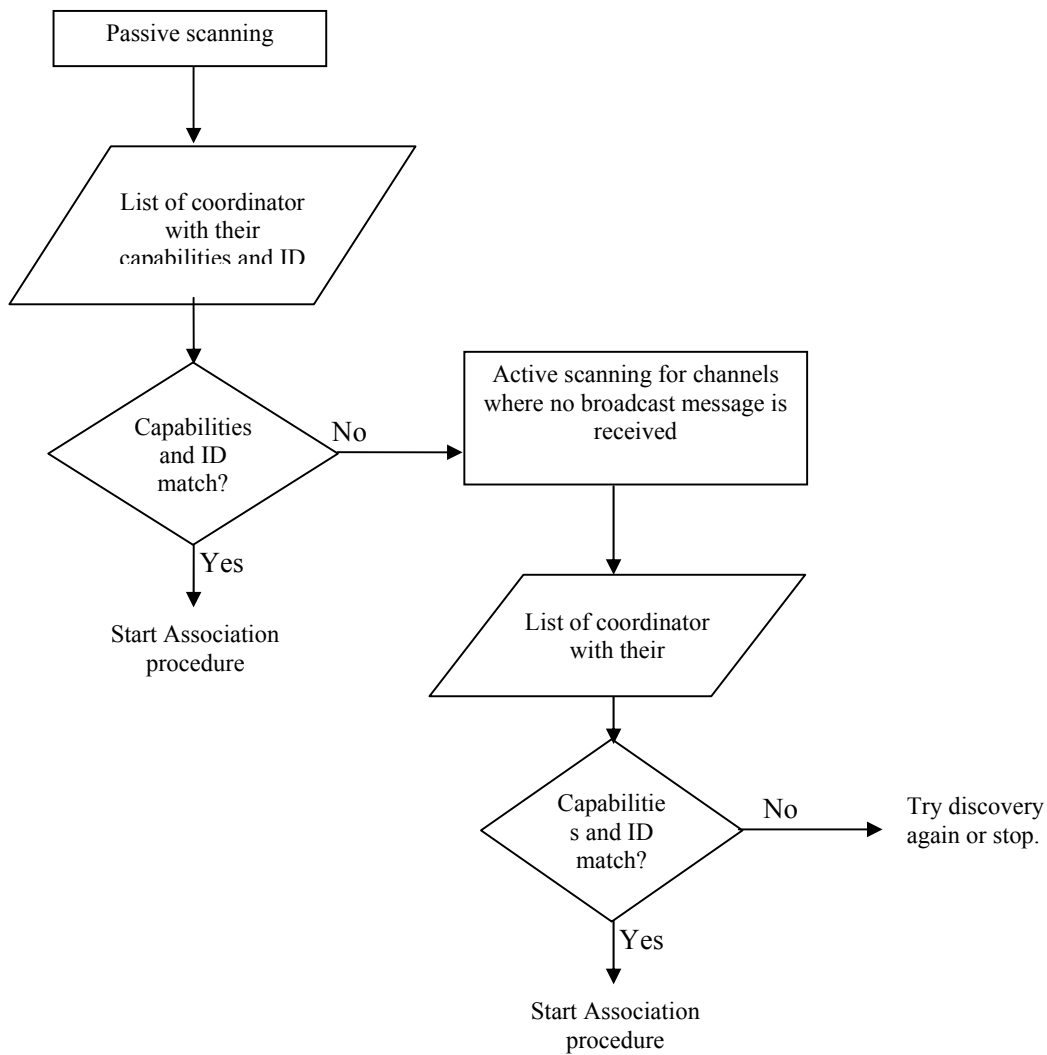 Passive scanning
List of coordinator
with their
capabilities and ID
Capabilities
and ID
match?
No
Yes
Start Association
procedure
Active scanning for channels
where no broadcast message is
received
List of coordinator
with their
Capabilitie
s and ID
match?
No
Try discovery
again or stop.
Yes
Start Association
procedure